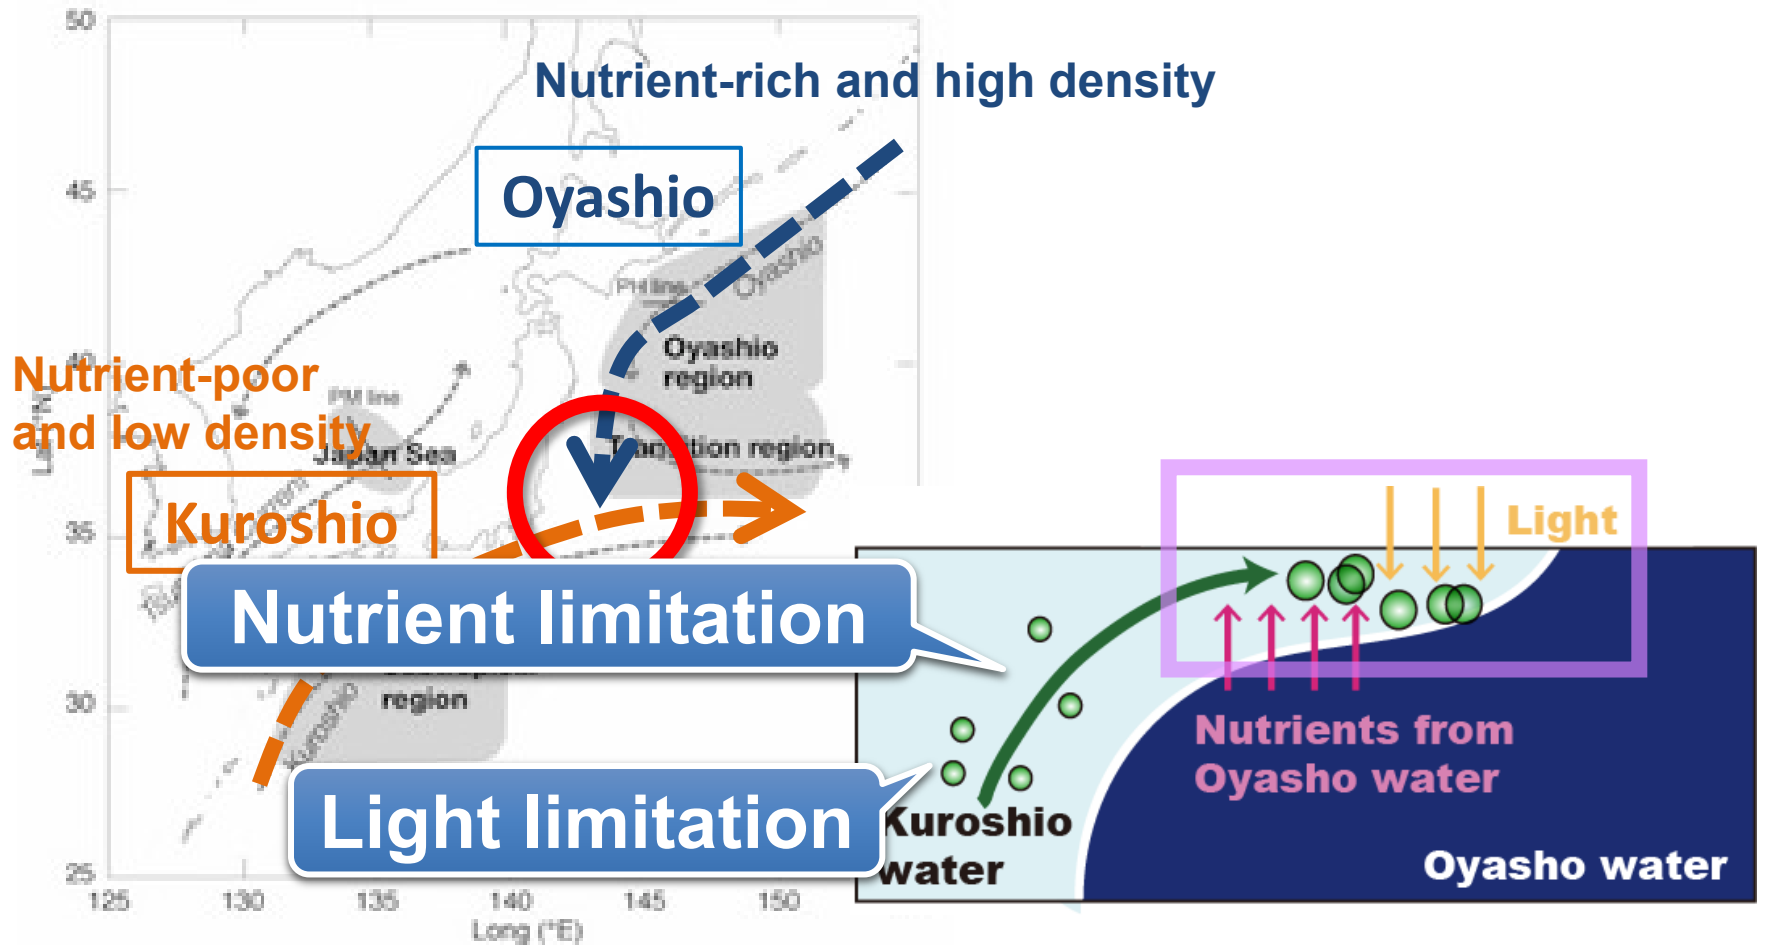 50
Nutrient-rich and high density
45
Oyashio
PH line
Oyashio
Oyashio
region
Nutrient-poor
and low density
PM line
Japan Sea
Transition region
Kuroshio
35
Light
Nutrient limitation
30
region
Kuroshio
Nutrients from
Oyasho water
Light limitation
Kuroshio
water
Oyasho water
25
125
130
135
140
145
150
Long (°E)